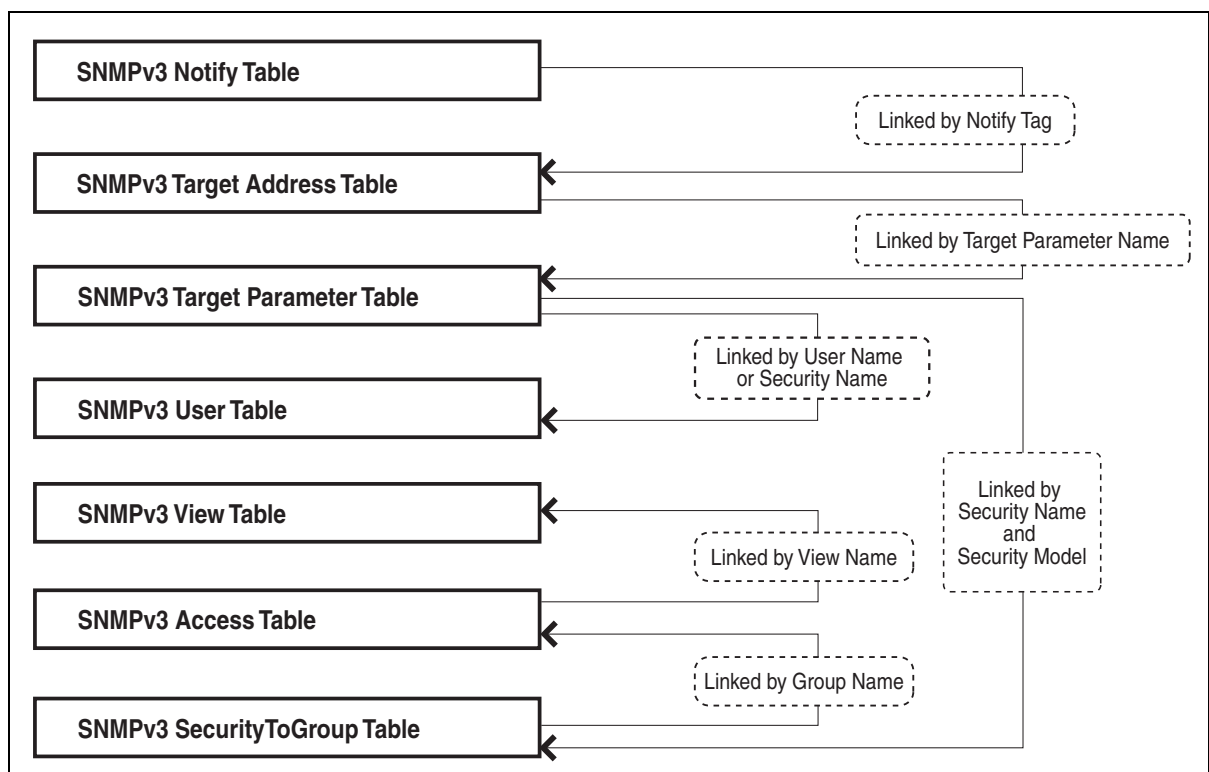 SNMPv3 Notify Table
Linked by Notify Tag
SNMPv3 Target Address Table
Linked by Target Parameter Name
SNMPv3 Target Parameter Table
Linked by User Name
or Security Name
SNMPv3 User Table
Linked by
Security Name
and
Security Model
SNMPv3 View Table
Linked by View Name
SNMPv3 Access Table
Linked by Group Name
SNMPv3 SecurityToGroup Table